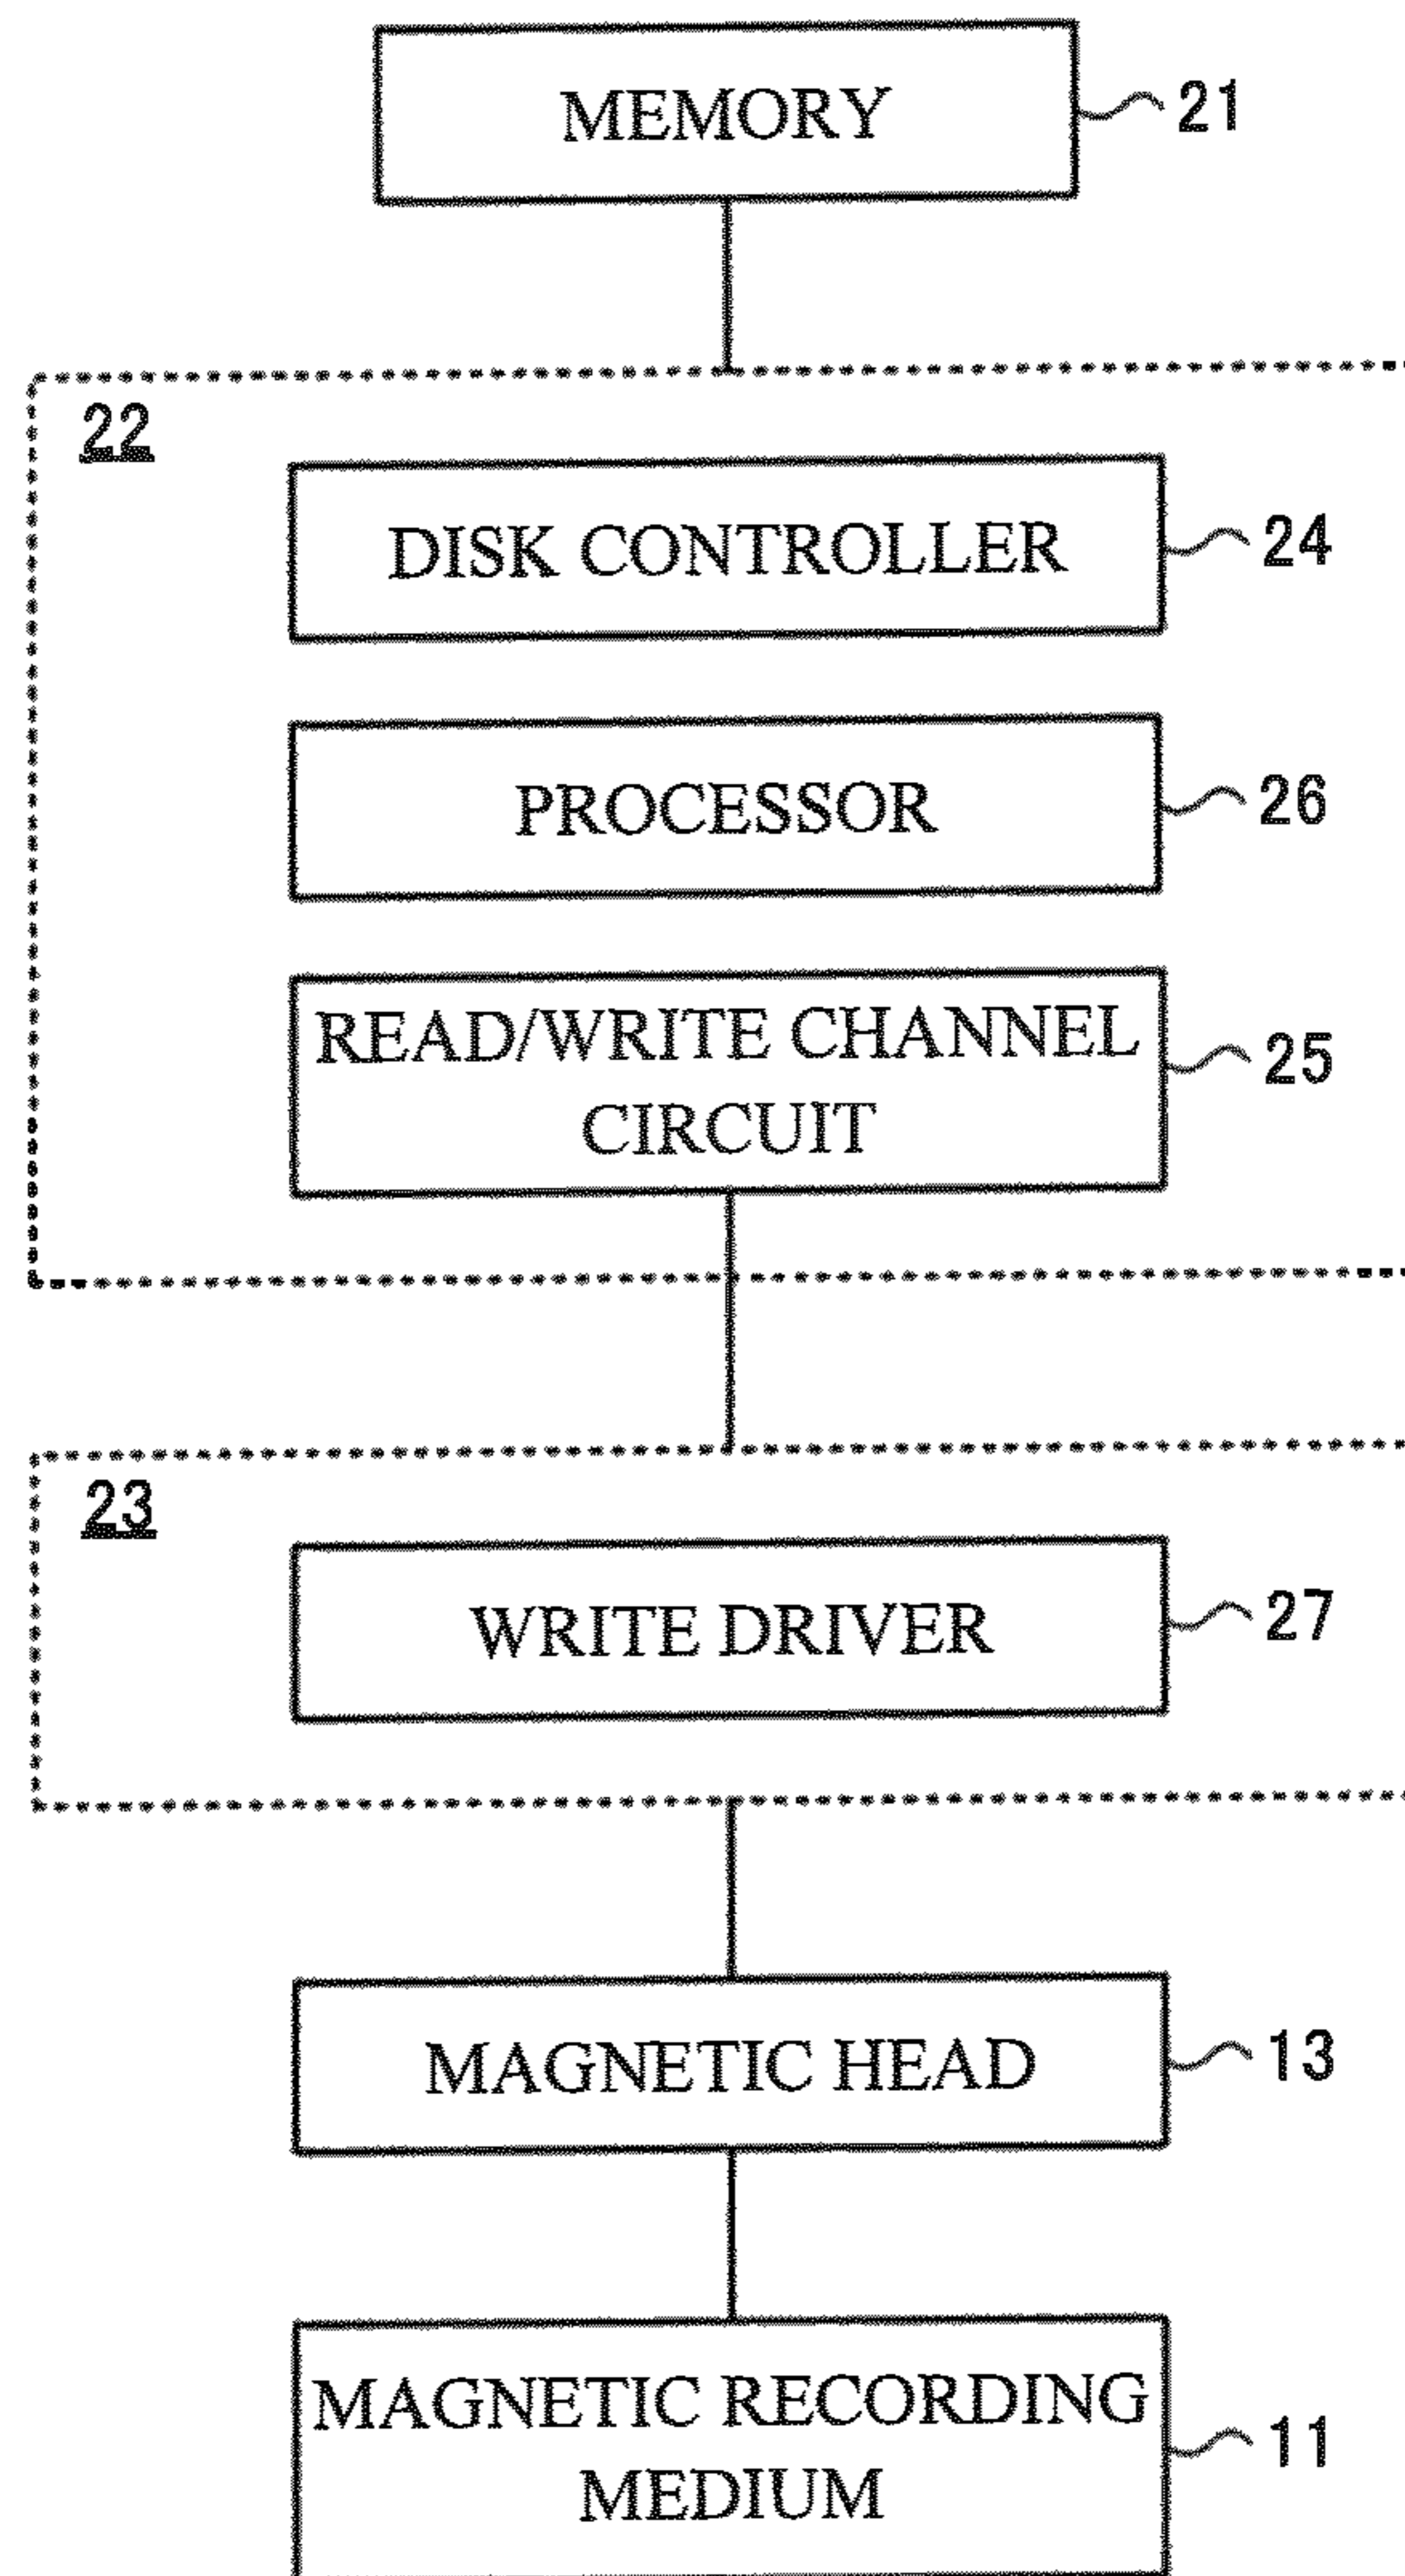 MEMORY 21
22
DISK CONTROLLER 24
PROCESSOR 26
READ/WRITE CHANNEL
CIRCUIT 25
23
WRITE DRIVER 27
MAGNETIC HEAD 13
MAGNETIC RECORDING
MEDIUM 11